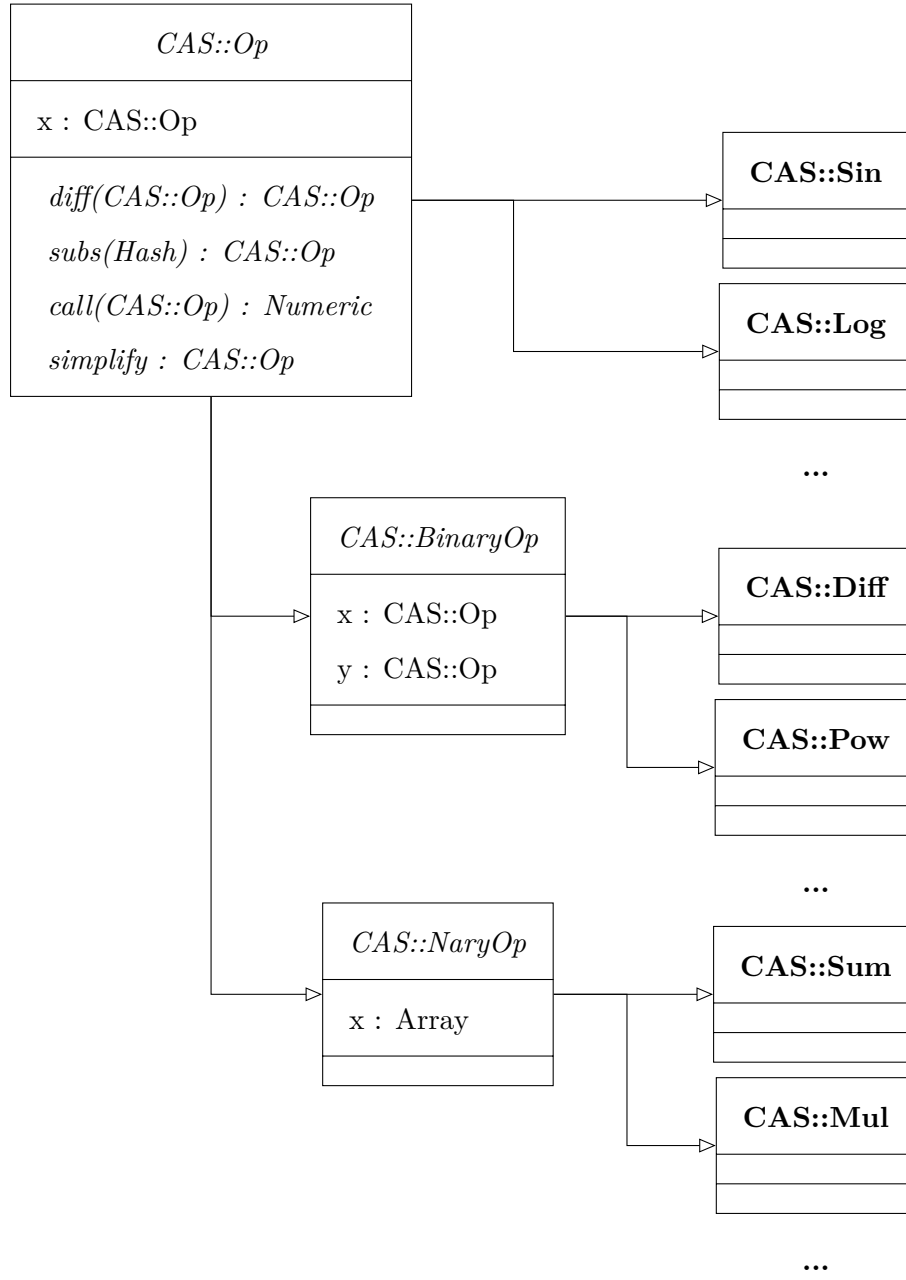 CAS::Op
x : CAS::Op
diff(CAS::Op) : CAS::Op
subs(Hash) : CAS::Op
call(CAS::Op) : Numeric
simplify : CAS::Op
CAS::Sin
CAS::Log
...
CAS::BinaryOp
x : CAS::Op
y : CAS::Op
CAS::Diff
CAS::Pow
...
CAS::NaryOp
x : Array
CAS::Sum
CAS::Mul
...